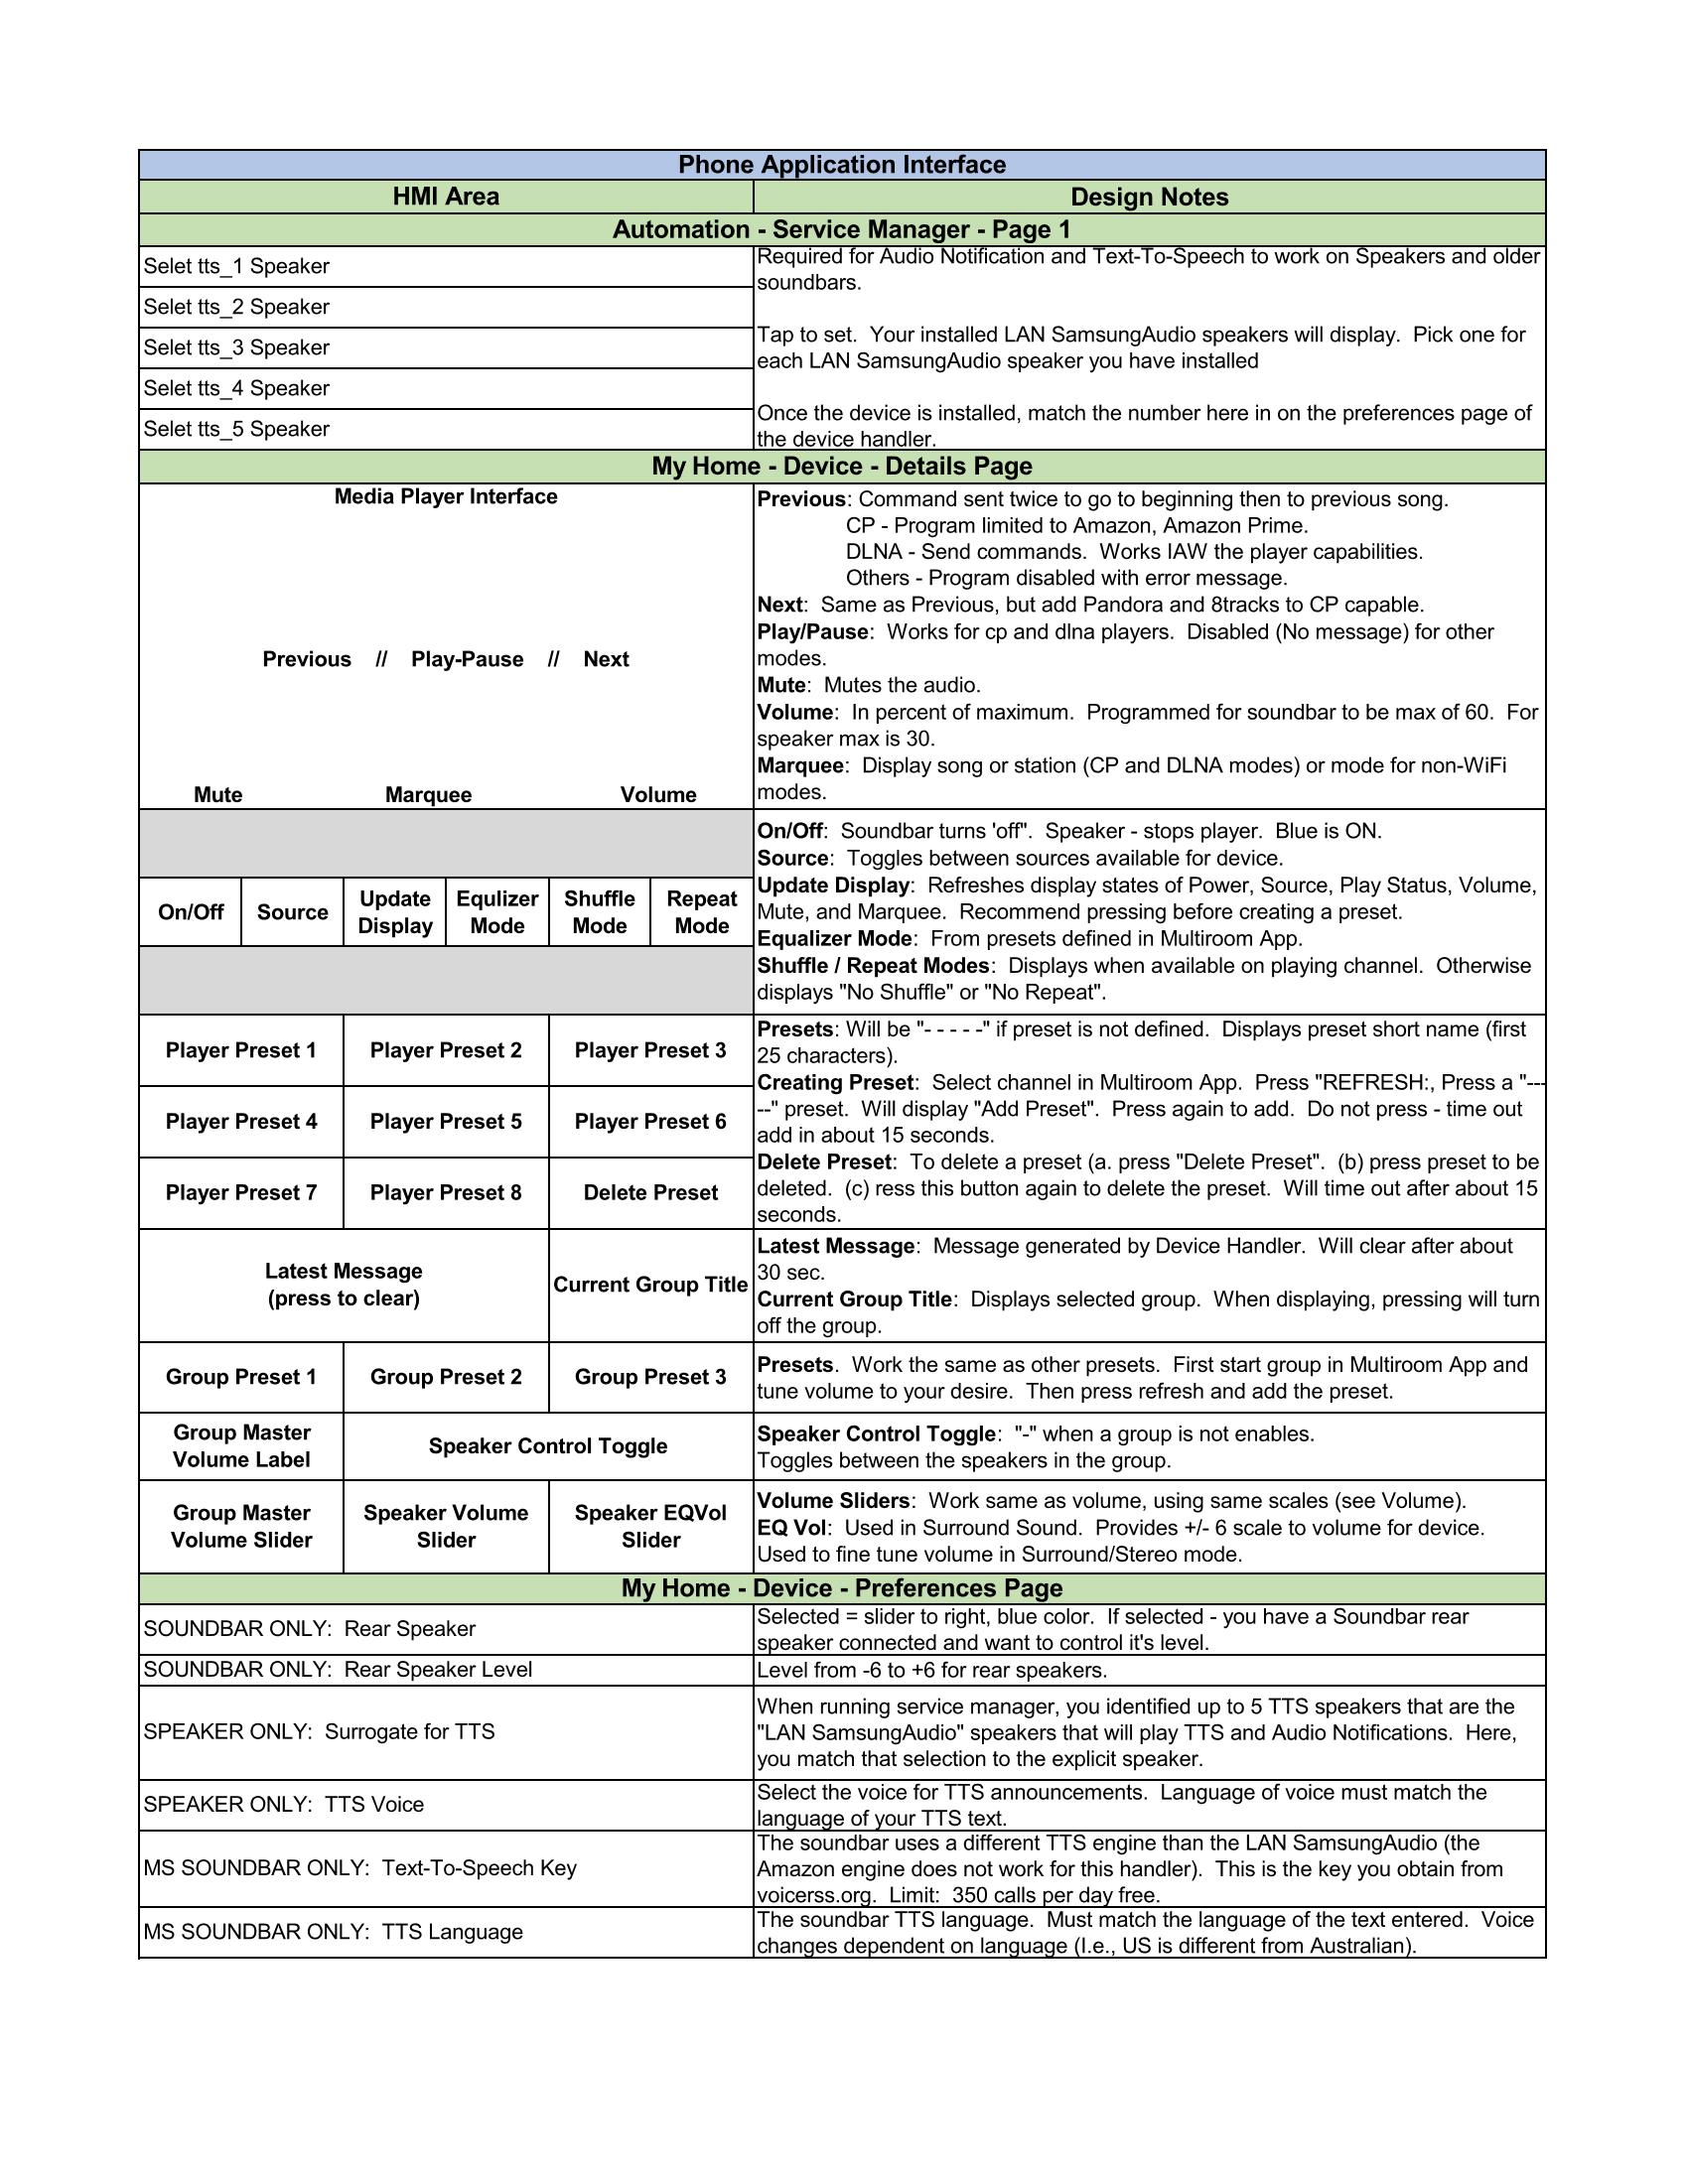 Phone Application Interface
HMI Area
Design Notes
Automation - Service Manager - Page 1
Selet tts_1 Speaker
Selet tts_2 Speaker
Selet tts_3 Speaker
Selet tts_4 Speaker
Selet tts_5 Speaker
Required for Audio Notification and Text-To-Speech to work on Speakers and older
soundbars.
Tap to set.  Your installed LAN SamsungAudio speakers will display.  Pick one for
each LAN SamsungAudio speaker you have installed
Once the device is installed, match the number here in on the preferences page of
the device handler.
My Home - Device - Details Page
Media Player Interface
Previous   //   Play-Pause   //   Next
Mute   Marquee   Volume
Previous: Command sent twice to go to beginning then to previous song.
CP - Program limited to Amazon, Amazon Prime.
DLNA - Send commands.  Works IAW the player capabilities.
Others - Program disabled with error message.
Next:  Same as Previous, but add Pandora and 8tracks to CP capable.
Play/Pause:  Works for cp and dlna players.  Disabled (No message) for other
modes.
Mute:  Mutes the audio.
Volume:  In percent of maximum.  Programmed for soundbar to be max of 60.  For
speaker max is 30.
Marquee:  Display song or station (CP and DLNA modes) or mode for non-WiFi
modes.
On/Off
Source
Update
Display
Equlizer
Mode
Shuffle
Mode
Repeat
Mode
On/Off:  Soundbar turns 'off".  Speaker - stops player.  Blue is ON.
Source:  Toggles between sources available for device.
Update Display:  Refreshes display states of Power, Source, Play Status, Volume,
Mute, and Marquee.  Recommend pressing before creating a preset.
Equalizer Mode:  From presets defined in Multiroom App.
Shuffle / Repeat Modes:  Displays when available on playing channel.  Otherwise
displays "No Shuffle" or "No Repeat".
Player Preset 1
Player Preset 2
Player Preset 3
Player Preset 4
Player Preset 5
Player Preset 6
Player Preset 7
Player Preset 8
Delete Preset
Presets: Will be "- - - - -" if preset is not defined.  Displays preset short name (first
25 characters).
Creating Preset:  Select channel in Multiroom App.  Press "REFRESH:, Press a "---
--" preset.  Will display "Add Preset".  Press again to add.  Do not press - time out
add in about 15 seconds.
Delete Preset:  To delete a preset (a. press "Delete Preset".  (b) press preset to be
deleted.  (c) ress this button again to delete the preset.  Will time out after about 15
seconds.
Latest Message
(press to clear)
Current Group Title
Latest Message:  Message generated by Device Handler.  Will clear after about
30 sec.
Current Group Title:  Displays selected group.  When displaying, pressing will turn
off the group.
Group Preset 1
Group Preset 2
Group Preset 3
Presets.  Work the same as other presets.  First start group in Multiroom App and
tune volume to your desire.  Then press refresh and add the preset.
Group Master
Volume Label
Speaker Control Toggle
Speaker Control Toggle:  "-" when a group is not enables.
Toggles between the speakers in the group.
Group Master
Volume Slider
Speaker Volume
Slider
Speaker EQVol
Slider
Volume Sliders:  Work same as volume, using same scales (see Volume).
EQ Vol:  Used in Surround Sound.  Provides +/- 6 scale to volume for device.
Used to fine tune volume in Surround/Stereo mode.
My Home - Device - Preferences Page
SOUNDBAR ONLY:  Rear Speaker
Selected = slider to right, blue color.  If selected - you have a Soundbar rear
speaker connected and want to control it's level.
SOUNDBAR ONLY:  Rear Speaker Level
Level from -6 to +6 for rear speakers.
SPEAKER ONLY:  Surrogate for TTS
When running service manager, you identified up to 5 TTS speakers that are the
"LAN SamsungAudio" speakers that will play TTS and Audio Notifications.  Here,
you match that selection to the explicit speaker.
SPEAKER ONLY:  TTS Voice
Select the voice for TTS announcements.  Language of voice must match the
language of your TTS text.
MS SOUNDBAR ONLY:  Text-To-Speech Key
The soundbar uses a different TTS engine than the LAN SamsungAudio (the
Amazon engine does not work for this handler).  This is the key you obtain from
voicerss.org.  Limit:  350 calls per day free.
MS SOUNDBAR ONLY:  TTS Language
The soundbar TTS language.  Must match the language of the text entered.  Voice
changes dependent on language (I.e., US is different from Australian).